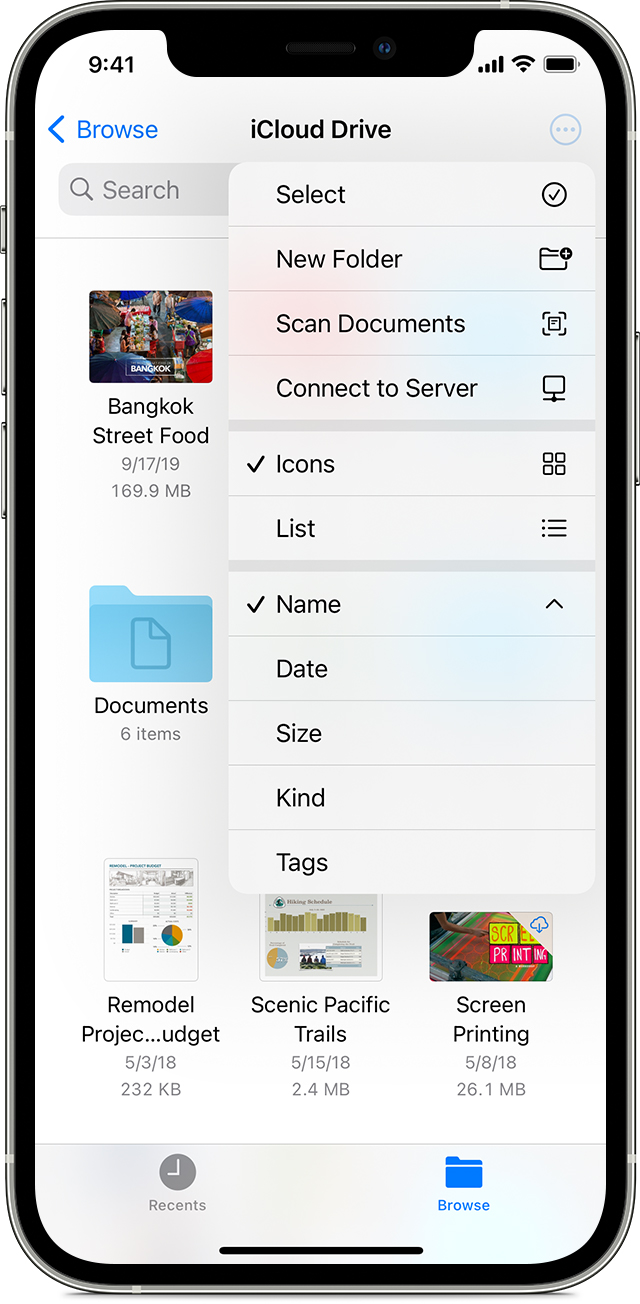 9:41
Browse
iCloud Drive
Search
Select
New Folder
Scan Documents
Connect to Server
Icons
List
Name
Date
Size
Kind
Tags
BANGKOK
Bangkok
Street Food
9/17/19
169.9 MB
Documents
6 items
REMODEL - PROJECT BUDGET
Hiking Schedule
SCREE
PRINTING
Remodel
Projec...udget
5/3/18
232 KB
Scenic Pacific
Trails
5/15/18
2.4 MB
Screen
Printing
5/8/18
26.1 MB
Recents
Browse